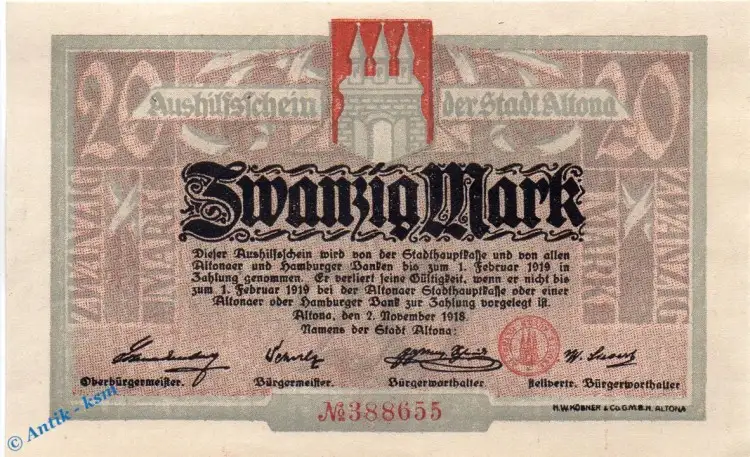 20 20
Aushilfsschein der Stadt Altona
Zwanzig Mark
ZWANZIG MARK
MARK ZWANZIG
Dieser Aushilfsschein wird von der Stadthauptkasse und von allen
Altonaer und Hamburger Banken bis zum 1. Februar 1919 in
Zahlung genommen. Er verliert seine Gültigkeit, wenn er nicht bis
zum 1. Februar 1919 bei der Altonaer Stadthauptkasse oder einer
Altonaer oder Hamburger Bank zur Zahlung vorgelegt ist.
Altona, den 2. November 1918
Namens der Stadt Altona:
Oberbürgermeister. Bürgermeister. Bürgerworthalter stellvertr. Bürgerworthalter
№388655
H.W.KÖBNER & CO.G.M.B.H. ALTONA
© Antik - ksm